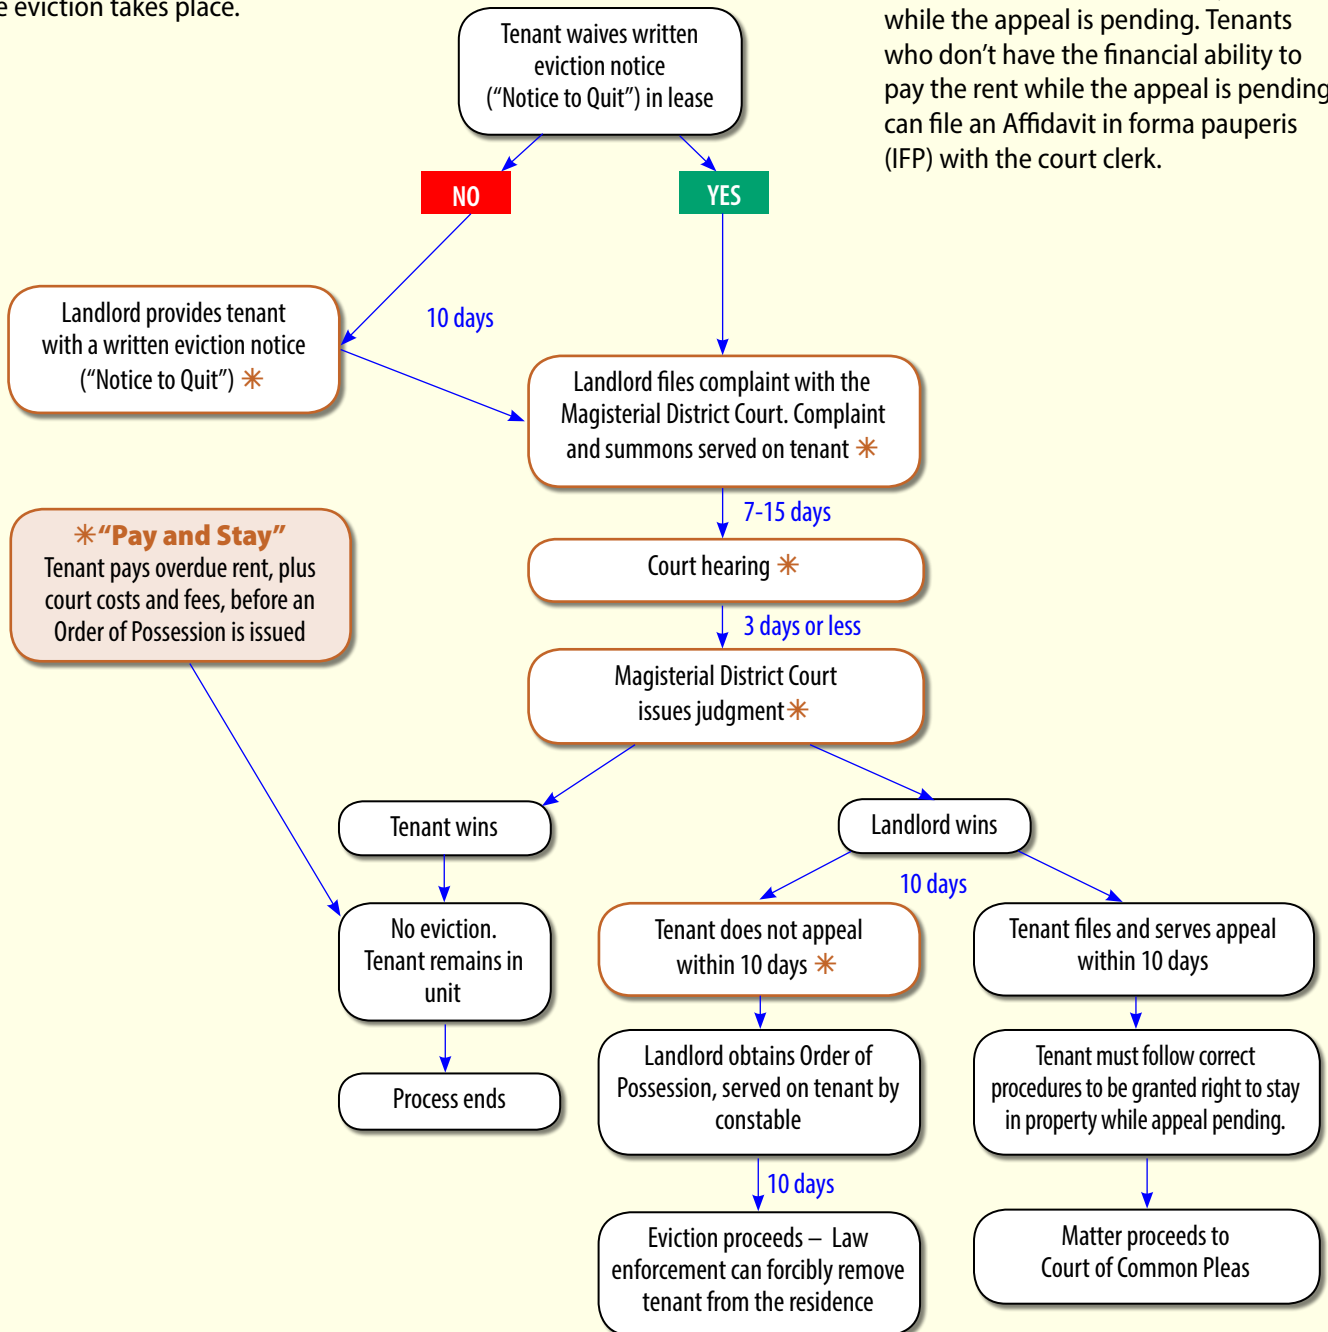 e eviction takes place.
while the appeal is pending. Tenants
who don’t have the financial ability to
pay the rent while the appeal is pending
can file an Affidavit in forma pauperis
(IFP) with the court clerk.
Tenant waives written
eviction notice
(“Notice to Quit”) in lease
NO
YES
10 days
Landlord provides tenant
with a written eviction notice
(“Notice to Quit”) ✳
Landlord files complaint with the
Magisterial District Court. Complaint
and summons served on tenant ✳
7-15 days
✳“Pay and Stay”
Tenant pays overdue rent, plus
court costs and fees, before an
Order of Possession is issued
Court hearing ✳
3 days or less
Magisterial District Court
issues judgment✳
Tenant wins
Landlord wins
10 days
No eviction.
Tenant remains in
unit
Tenant does not appeal
within 10 days ✳
Tenant files and serves appeal
within 10 days
Process ends
Landlord obtains Order of
Possession, served on tenant by
constable
Tenant must follow correct
procedures to be granted right to stay
in property while appeal pending.
10 days
Eviction proceeds – Law
enforcement can forcibly remove
tenant from the residence
Matter proceeds to
Court of Common Pleas